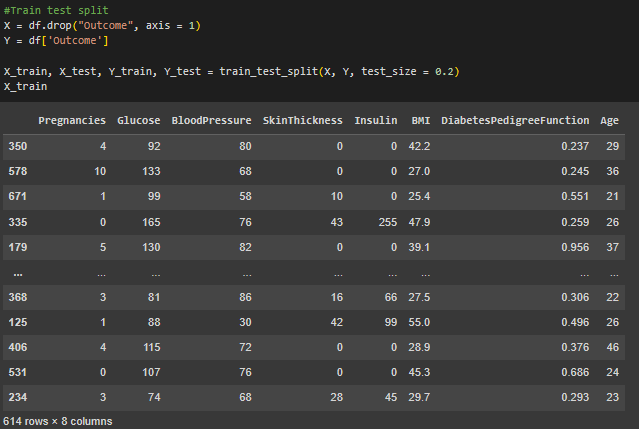 #Train test split
X = df.drop("Outcome", axis = 1)
Y = df['Outcome']
X_train, X_test, Y_train, Y_test = train_test_split(X, Y, test_size = 0.2)
X_train
Pregnancies Glucose BloodPressure SkinThickness Insulin BMI DiabetesPedigreeFunction Age
350 4 92 80 0 0 42.2 0.237 29
578 10 133 68 0 0 27.0 0.245 36
671 1 99 58 10 0 25.4 0.551 21
335 0 165 76 43 255 47.9 0.259 26
179 5 130 82 0 0 39.1 0.956 37
... ... ... ... ... ... ... ... ...
368 3 81 86 16 66 27.5 0.306 22
125 1 88 30 42 99 55.0 0.496 26
406 4 115 72 0 0 28.9 0.376 46
531 0 107 76 0 0 45.3 0.686 24
234 3 74 68 28 45 29.7 0.293 23
614 rows × 8 columns